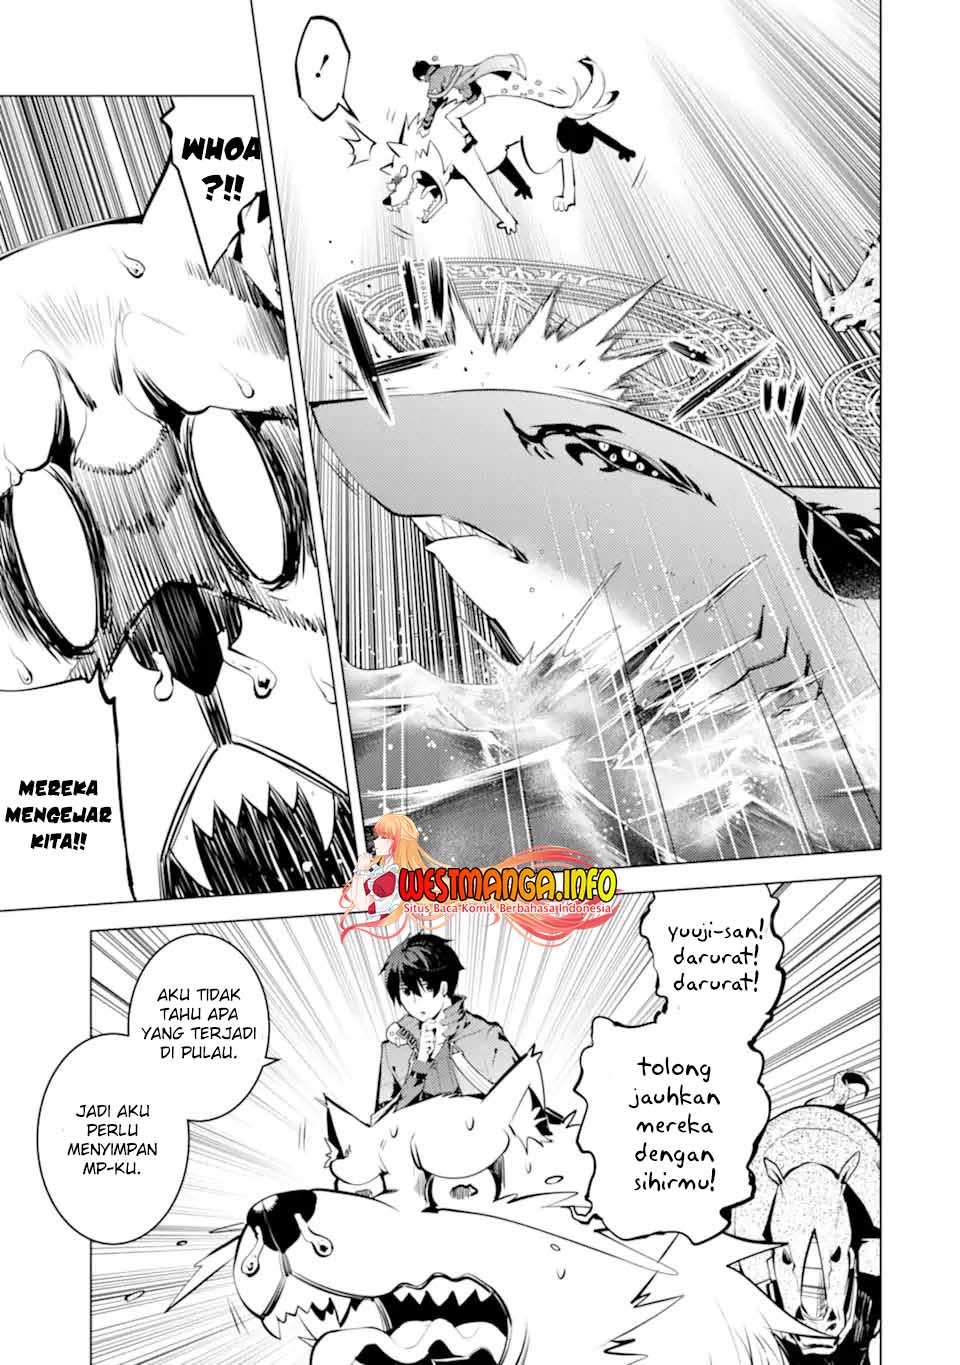 !
WHOA
?!!
!!!
MEREKA
MENGEJAR
KITA!!
WESTMANGA.INFO
Situs Baca Komik Berbahasa Indonesia
yuuji-san!
darurat!
darurat!
tolong
jauhkan
mereka
dengan
sihirmu!
AKU TIDAK
TAHU APA
YANG TERJADI
DI PULAU.
JADI AKU
PERLU
MENYIMPAN
MP-KU.